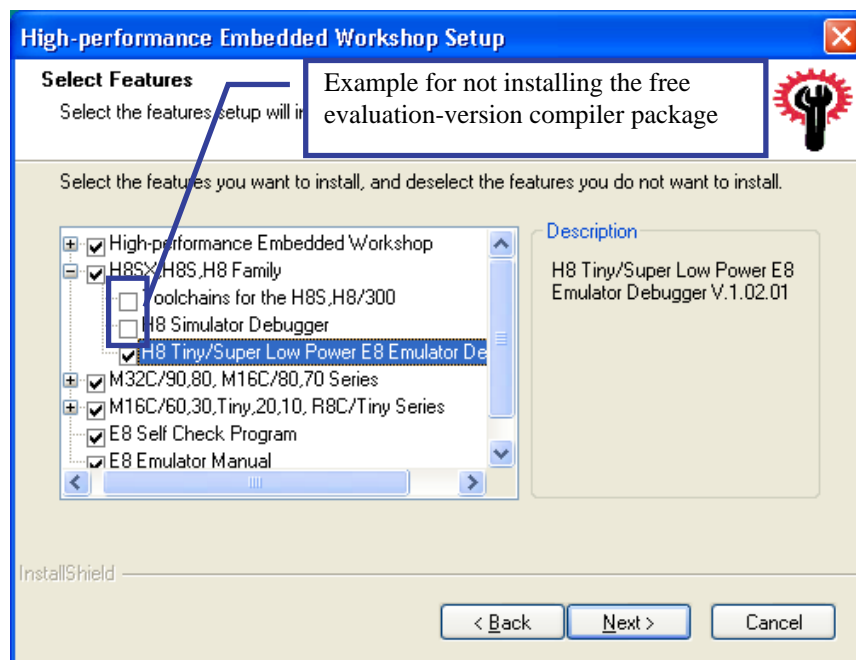 High-performance Embedded Workshop Setup
Select Features
Select the features setup will
Example for not installing the free
evaluation-version compiler package
Select the features you want to install, and deselect the features you do not want to install.
High-performance Embedded Workshop
H8SX,H8S,H8 Family
Toolchains for the H8S,H8/300
H8 Simulator Debugger
H8 Tiny/Super Low Power E8 Emulator De
M32C/90,80, M16C/80,70 Series
M16C/60,30,Tiny,20,10, R8C/Tiny Series
E8 Self Check Program
E8 Emulator Manual
Description
H8 Tiny/Super Low Power E8
Emulator Debugger V.1.02.01
InstallShield
< Back
Next >
Cancel